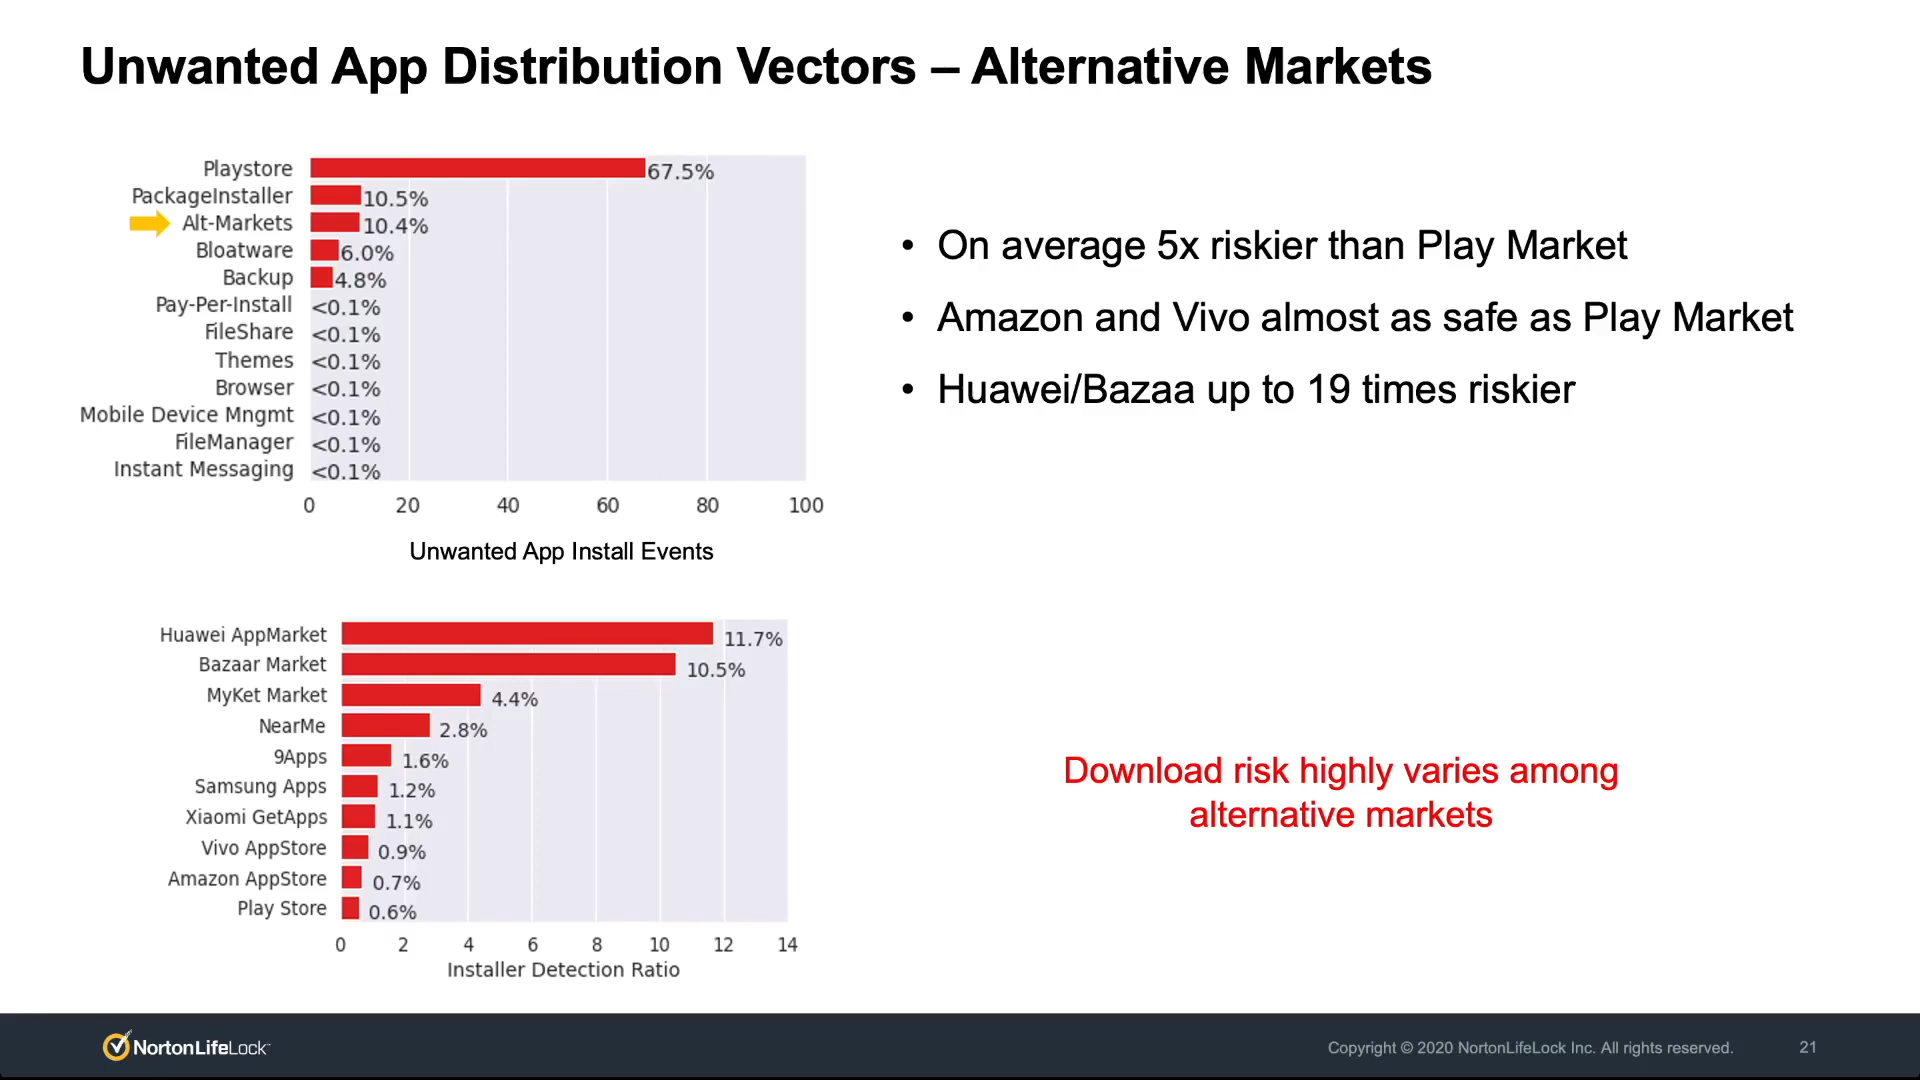 Unwanted App Distribution Vectors – Alternative Markets
Playstore 67.5%
PackageInstaller 10.5%
Alt-Markets 10.4%
Bloatware 6.0%
Backup 4.8%
Pay-Per-Install <0.1%
FileShare <0.1%
Themes <0.1%
Browser <0.1%
Mobile Device Mngmt <0.1%
FileManager <0.1%
Instant Messaging <0.1%
0 20 40 60 80 100
Unwanted App Install Events
• On average 5x riskier than Play Market
• Amazon and Vivo almost as safe as Play Market
• Huawei/Bazaa up to 19 times riskier
Huawei AppMarket 11.7%
Bazaar Market 10.5%
MyKet Market 4.4%
NearMe 2.8%
9Apps 1.6%
Samsung Apps 1.2%
Xiaomi GetApps 1.1%
Vivo AppStore 0.9%
Amazon AppStore 0.7%
Play Store 0.6%
0 2 4 6 8 10 12 14
Installer Detection Ratio
Download risk highly varies among
alternative markets
NortonLifeLock
Copyright © 2020 NortonLifeLock Inc. All rights reserved. 21